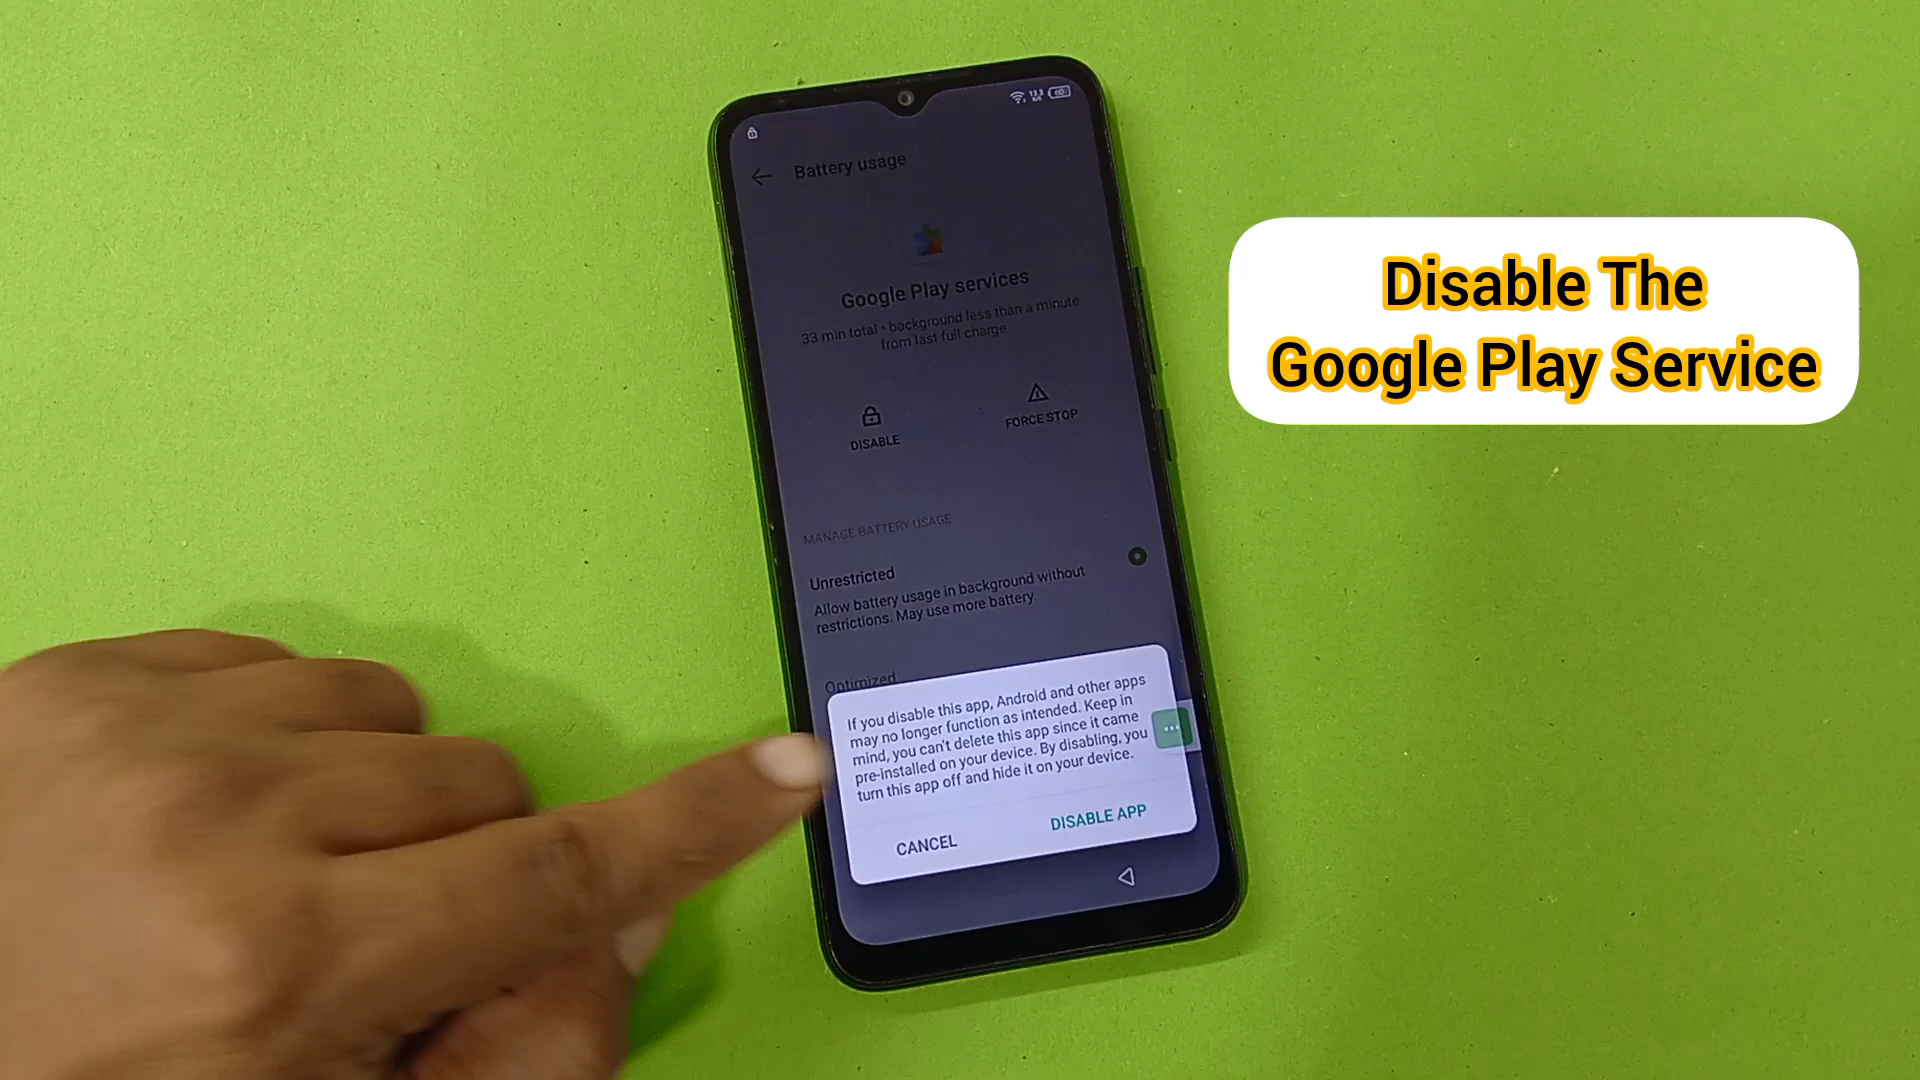 13.3
K/S
60
Battery usage
Google Play services
33 min total • background less than a minute
from last full charge
DISABLE
FORCE STOP
MANAGE BATTERY USAGE
Unrestricted
Allow battery usage in background without
restrictions. May use more battery.
Optimized
If you disable this app, Android and other apps
may no longer function as intended. Keep in
mind, you can't delete this app since it came
pre-installed on your device. By disabling, you
turn this app off and hide it on your device.
CANCEL
DISABLE APP
Disable The
Google Play Service